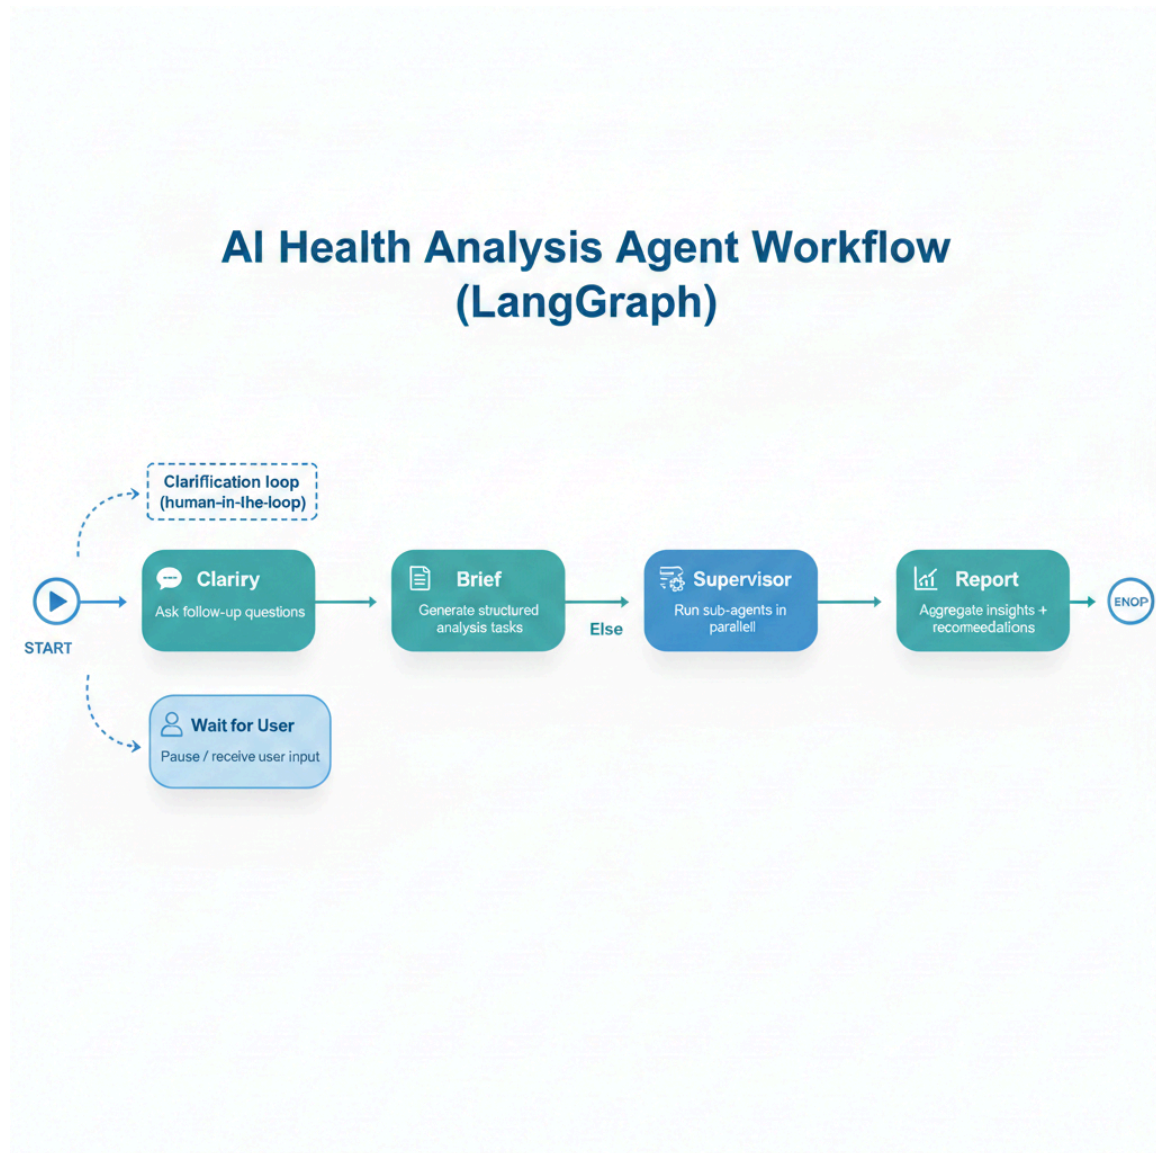 AI Health Analysis Agent Workflow
(LangGraph)
Clariffication loop
(human-in-lhe-loop)
Clariry
Ask follow-up questions
Brief
Generate structured
analysis tasks
Else
Supervisor
Run sub-agents in
parallell
Report
Aggregate insights +
recomeedations
ENOP
START
Wait for User
Pause / receive user input